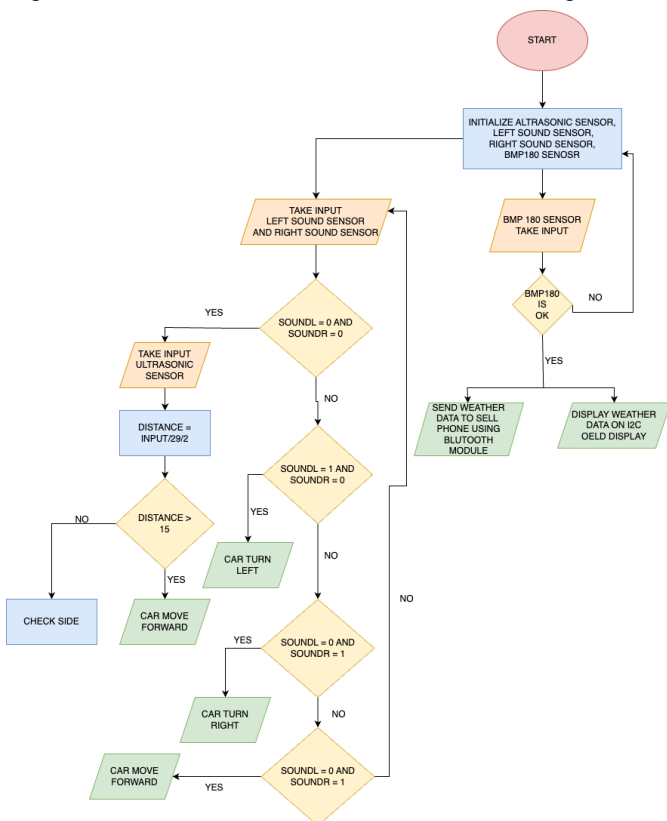 START
INITIALIZE ALTRASONIC SENSOR,
LEFT SOUND SENSOR,
RIGHT SOUND SENSOR,
BMP180 SENOSR
TAKE INPUT
LEFT SOUND SENSOR
AND RIGHT SOUND SENSOR
BMP 180 SENSOR
TAKE INPUT
BMP180
IS
OK
NO
YES
SOUNDL = 0 AND
SOUNDR = 0
YES
TAKE INPUT
ULTRASONIC
SENSOR
NO
SEND WEATHER
DATA TO SELL
PHONE USING
BLUTOOTH
MODULE
DISPLAY WEATHER
DATA ON I2C
OELD DISPLAY
DISTANCE =
INPUT/29/2
SOUNDL = 1 AND
SOUNDR = 0
YES
DISTANCE >
15
NO
YES
CAR TURN
LEFT
NO
NO
CHECK SIDE
CAR MOVE
FORWARD
SOUNDL = 0 AND
SOUNDR = 1
YES
CAR TURN
RIGHT
NO
SOUNDL = 0 AND
SOUNDR = 1
YES
CAR MOVE
FORWARD